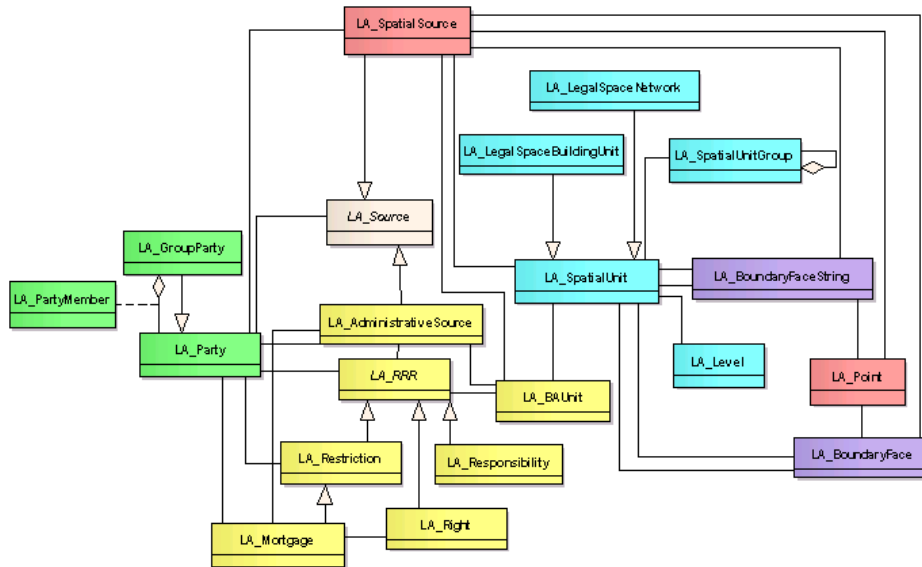 LA_SpatialSource
LA_LegalSpaceNetwork
LA_LegalSpaceBuildingUnit
LA_SpatialUnitGroup
LA_Source
LA_GroupParty
LA_SpatialUnit
LA_BoundaryFaceString
LA_PartyMember
LA_AdministrativeSource
LA_Party
LA_Level
LA_RRR
LA_Point
LA_BAUnit
LA_Restriction
LA_Responsibility
LA_BoundaryFace
LA_Right
LA_Mortgage